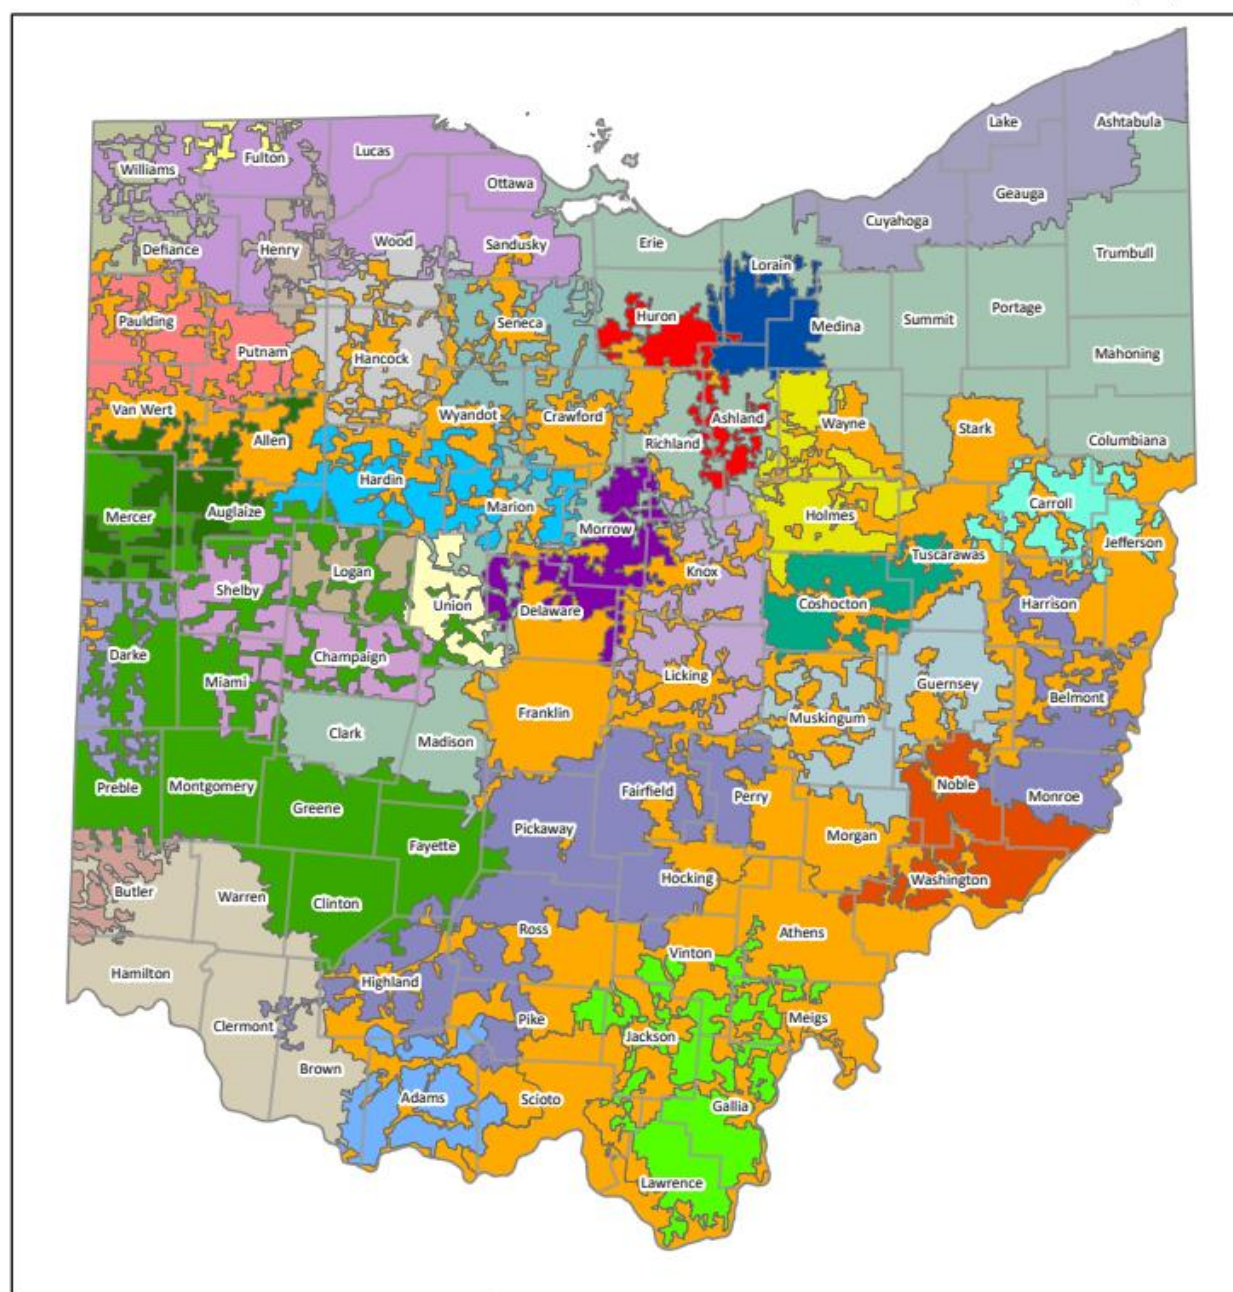 Lake
Ashtabula
Geauga
Cuyahoga
Trumbull
Williams
Fulton
Lucas
Ottawa
Defiance
Henry
Wood
Sandusky
Erie
Lorain
Huron
Medina
Summit
Portage
Mahoning
Paulding
Putnam
Hancock
Seneca
Van Wert
Allen
Wyandot
Crawford
Richland
Ashland
Wayne
Stark
Columbiana
Mercer
Auglaize
Hardin
Marion
Morrow
Holmes
Carroll
Jefferson
Tuscarawas
Shelby
Logan
Union
Delaware
Knox
Coshocton
Harrison
Darke
Miami
Champaign
Licking
Guernsey
Belmont
Muskingum
Franklin
Clark
Madison
Preble
Montgomery
Greene
Fayette
Pickaway
Fairfield
Perry
Noble
Monroe
Morgan
Butler
Warren
Clinton
Hocking
Washington
Hamilton
Ross
Athens
Vinton
Highland
Clermont
Pike
Jackson
Meigs
Brown
Adams
Scioto
Gallia
Lawrence